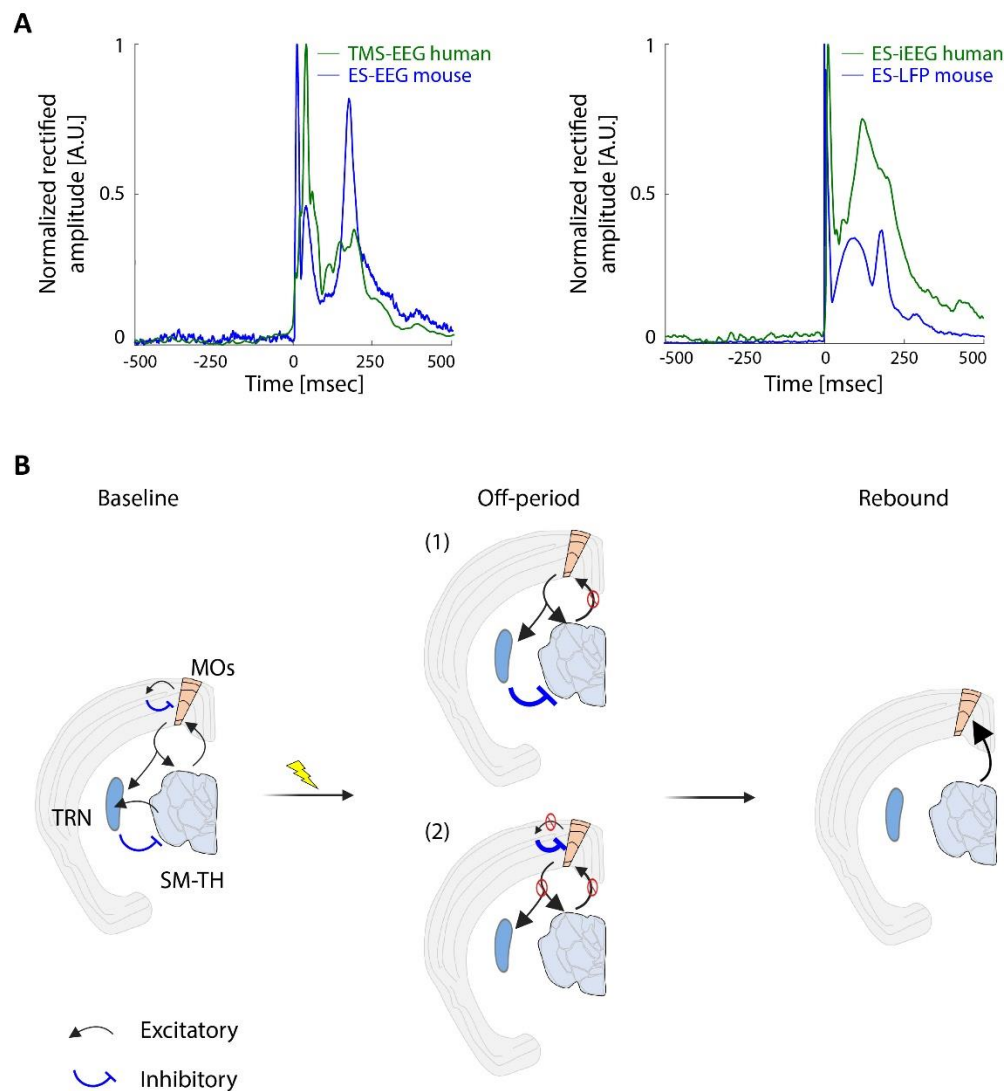 A
Normalized rectified
amplitude [A.U.]
1
0.5
0
TMS-EEG human
ES-EEG mouse
-500
-250
0
250
500
Time [msec]
Normalized rectified
amplitude [A.U.]
1
0.5
0
ES-iEEG human
ES-LFP mouse
-500
-250
0
250
500
Time [msec]
B
Baseline
Off-period
Rebound
(1)
MOs
TRN
SM-TH
(2)
Excitatory
Inhibitory